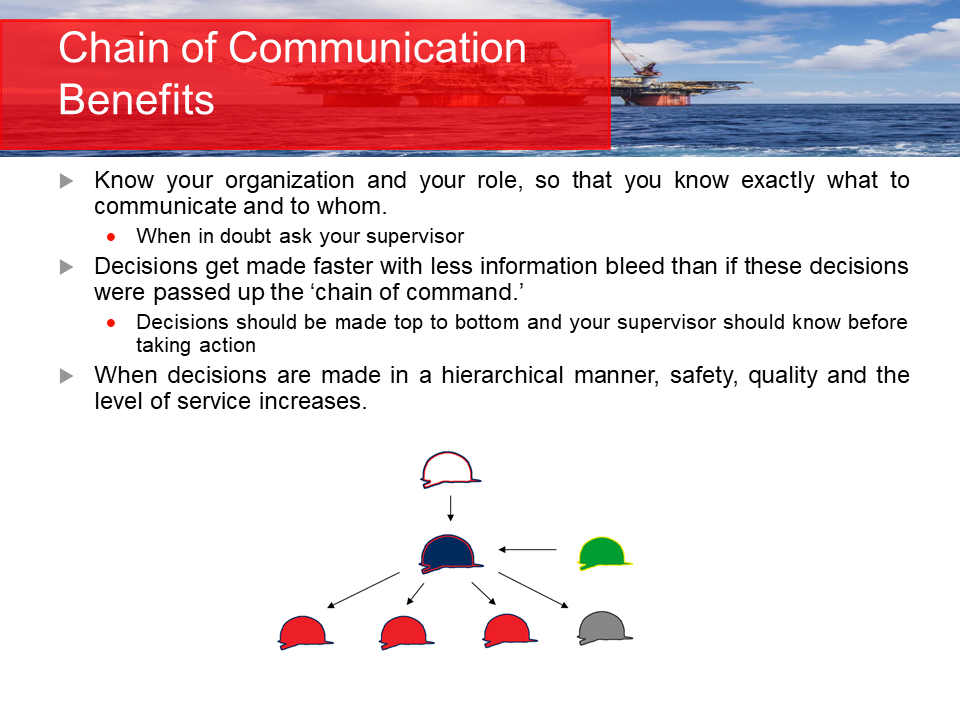 Chain of Communication
Benefits
Know your organization and your role, so that you know exactly what to
communicate and to whom.
When in doubt ask your supervisor
Decisions get made faster with less information bleed than if these decisions
were passed up the ‘chain of command.’
Decisions should be made top to bottom and your supervisor should know before
taking action
When decisions are made in a hierarchical manner, safety, quality and the
level of service increases.